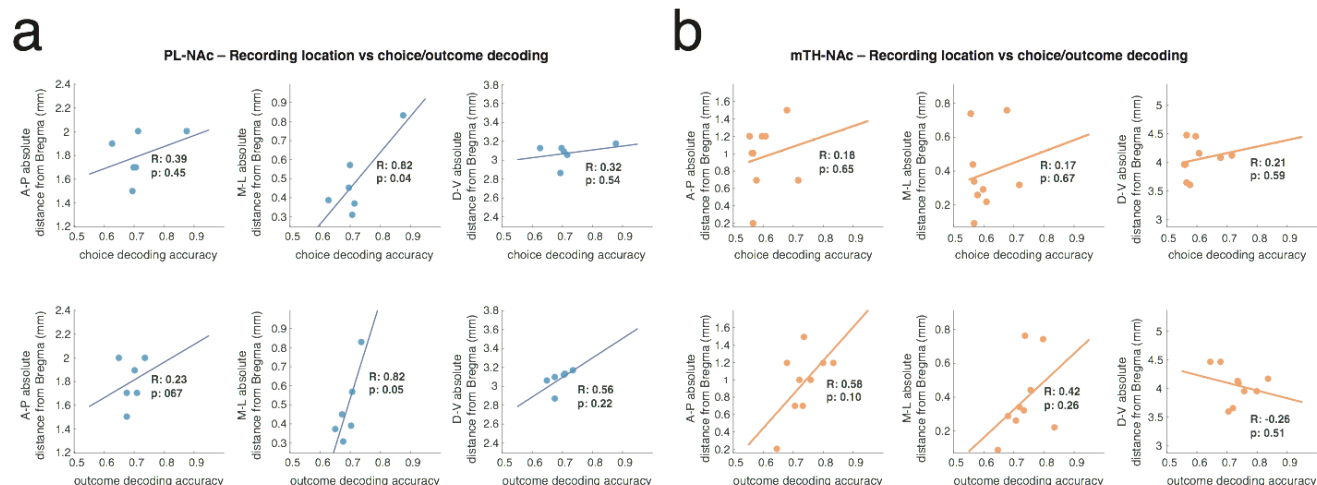 a
PL-NAc – Recording location vs choice/outcome decoding
A-P absolute
distance from Bregma (mm)
2.4
2.2
2
1.8
1.6
1.4
1.2
0.5 0.6 0.7 0.8 0.9
choice decoding accuracy
R: 0.39
p: 0.45
M-L absolute
distance from Bregma (mm)
0.9
0.8
0.7
0.6
0.5
0.4
0.3
0.5 0.6 0.7 0.8 0.9
choice decoding accuracy
R: 0.82
p: 0.04
D-V absolute
distance from Bregma (mm)
3.8
3.6
3.4
3.2
3
2.8
2.6
2.4
0.5 0.6 0.7 0.8 0.9
choice decoding accuracy
R: 0.32
p: 0.54
A-P absolute
distance from Bregma (mm)
2.4
2.2
2
1.8
1.6
1.4
1.2
0.5 0.6 0.7 0.8 0.9
outcome decoding accuracy
R: 0.23
p: 067
M-L absolute
distance from Bregma (mm)
0.9
0.8
0.7
0.6
0.5
0.4
0.3
0.5 0.6 0.7 0.8 0.9
outcome decoding accuracy
R: 0.82
p: 0.05
D-V absolute
distance from Bregma (mm)
3.8
3.6
3.4
3.2
3
2.8
2.6
2.4
0.5 0.6 0.7 0.8 0.9
outcome decoding accuracy
R: 0.56
p: 0.22
b
mTH-NAc – Recording location vs choice/outcome decoding
A-P absolute
distance from Bregma (mm)
1.6
1.4
1.2
1
0.8
0.6
0.4
0.2
0.5 0.6 0.7 0.8 0.9
choice decoding accuracy
R: 0.18
p: 0.65
M-L absolute
distance from Bregma (mm)
0.8
0.6
0.4
0.2
0.5 0.6 0.7 0.8 0.9
choice decoding accuracy
R: 0.17
p: 0.67
D-V absolute
distance from Bregma (mm)
5
4.5
4
3.5
3
0.5 0.6 0.7 0.8 0.9
choice decoding accuracy
R: 0.21
p: 0.59
A-P absolute
distance from Bregma (mm)
1.6
1.4
1.2
1
0.8
0.6
0.4
0.2
0.5 0.6 0.7 0.8 0.9
outcome decoding accuracy
R: 0.58
p: 0.10
M-L absolute
distance from Bregma (mm)
0.8
0.6
0.4
0.2
0.5 0.6 0.7 0.8 0.9
outcome decoding accuracy
R: 0.42
p: 0.26
D-V absolute
distance from Bregma (mm)
5
4.5
4
3.5
3
0.5 0.6 0.7 0.8 0.9
outcome decoding accuracy
R: -0.26
p: 0.51